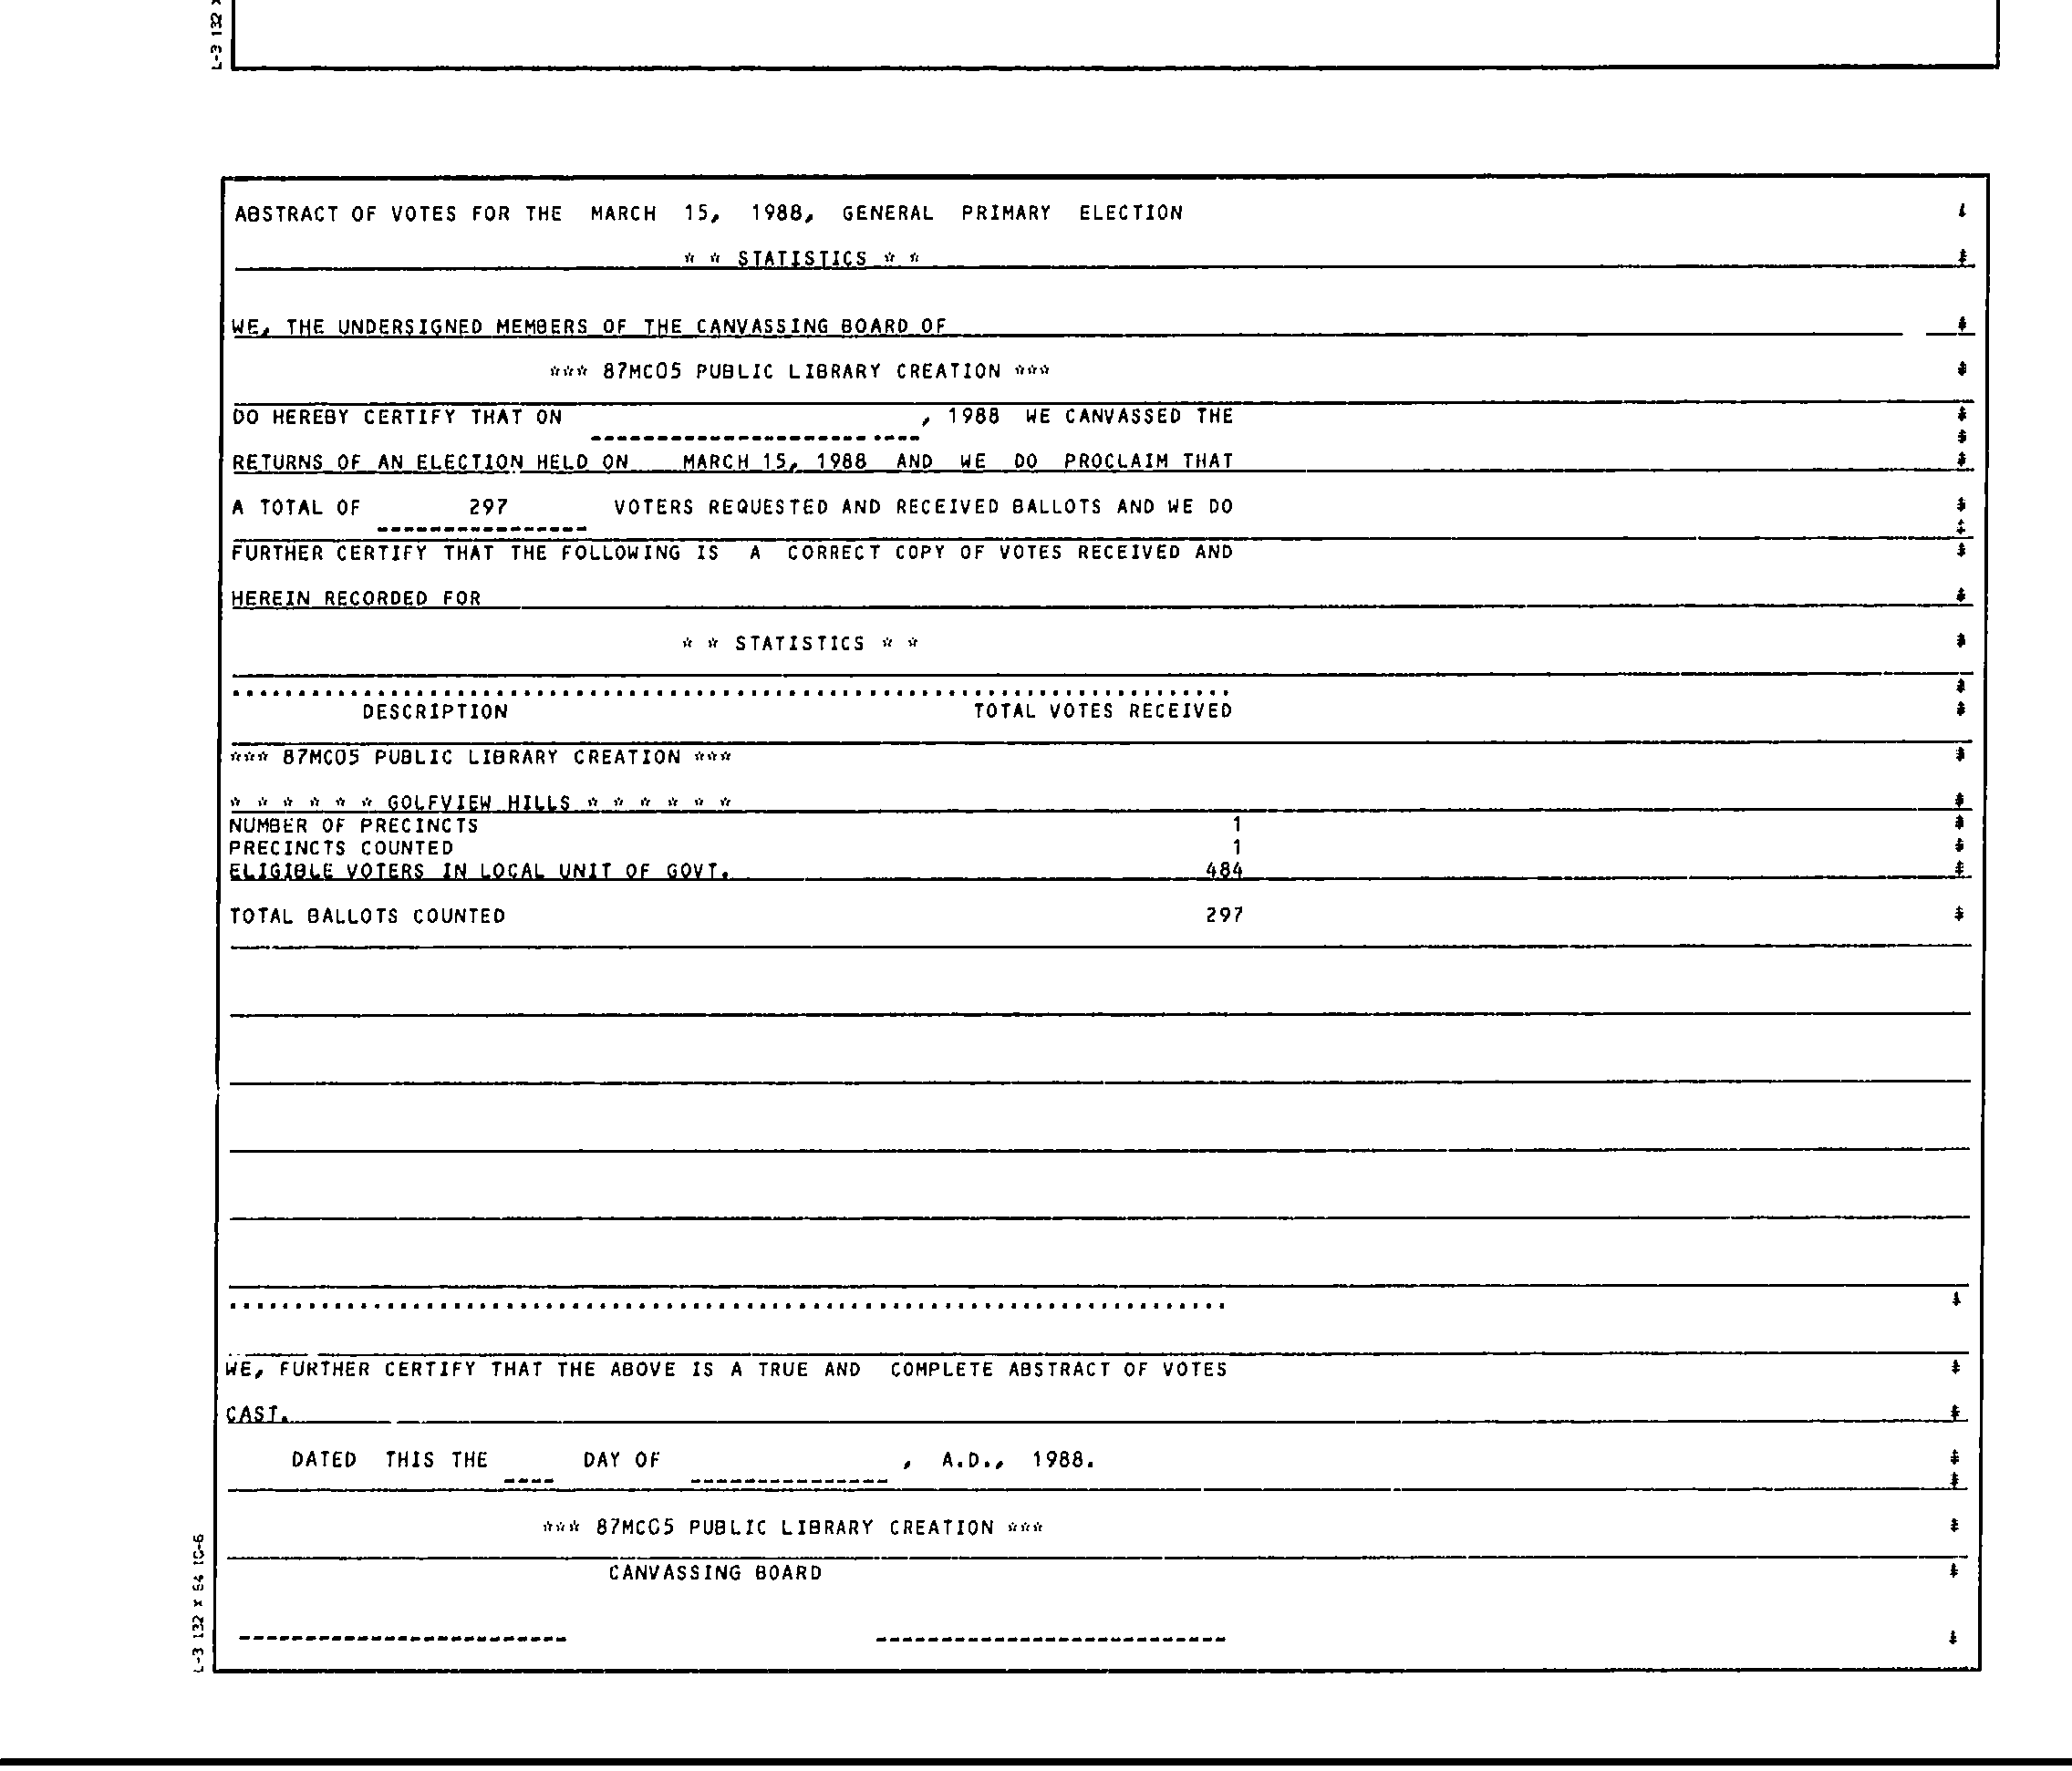 L-3 132 X
ABSTRACT OF VOTES FOR THE MARCH 15, 1988, GENERAL PRIMARY ELECTION
* * STATISTICS * *
WE, THE UNDERSIGNED MEMBERS OF THE CANVASSING BOARD OF
*** 87MC05 PUBLIC LIBRARY CREATION ***
DO HEREBY CERTIFY THAT ON , 1988 WE CANVASSED THE
RETURNS OF AN ELECTION HELD ON MARCH 15, 1988 AND WE DO PROCLAIM THAT
A TOTAL OF 297 VOTERS REQUESTED AND RECEIVED BALLOTS AND WE DO
FURTHER CERTIFY THAT THE FOLLOWING IS A CORRECT COPY OF VOTES RECEIVED AND
HEREIN RECORDED FOR
* * STATISTICS * *
DESCRIPTION TOTAL VOTES RECEIVED
*** 87MC05 PUBLIC LIBRARY CREATION ***
* * * * * * GOLFVIEW HILLS * * * * * *
NUMBER OF PRECINCTS 1
PRECINCTS COUNTED 1
ELIGIBLE VOTERS IN LOCAL UNIT OF GOVT. 484
TOTAL BALLOTS COUNTED 297
WE, FURTHER CERTIFY THAT THE ABOVE IS A TRUE AND COMPLETE ABSTRACT OF VOTES
CAST.
DATED THIS THE DAY OF , A.D., 1988.
*** 87MC05 PUBLIC LIBRARY CREATION ***
CANVASSING BOARD
L-3 132 X 64 10-6